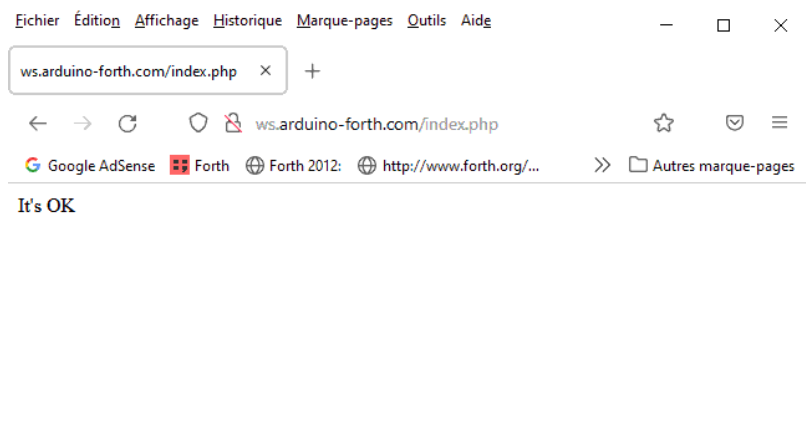 Fichier Édition Affichage Historique Marque-pages Outils Aide
ws.arduino-forth.com/index.php
ws.arduino-forth.com/index.php
Google AdSense Forth Forth 2012: http://www.forth.org/... Autres marque-pages
It's OK